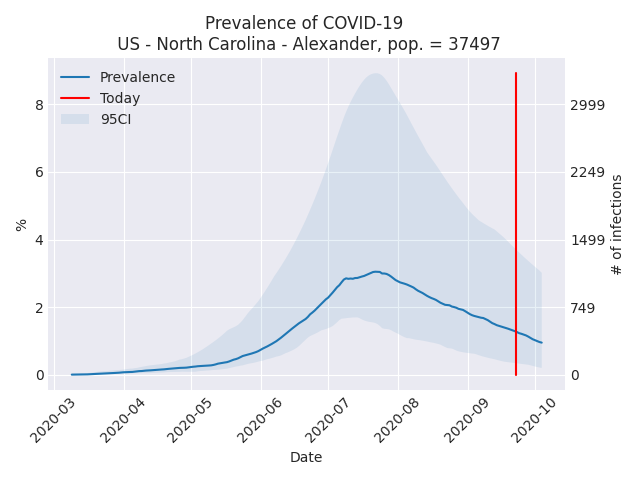 Prevalence of COVID-19
US - North Carolina - Alexander, pop. = 37497
Prevalence
Today
95CI
8
6
4
2
0
%
2999
2249
1499
749
0
# of infections
2020-03
2020-04
2020-05
2020-06
2020-07
2020-08
2020-09
2020-10
Date